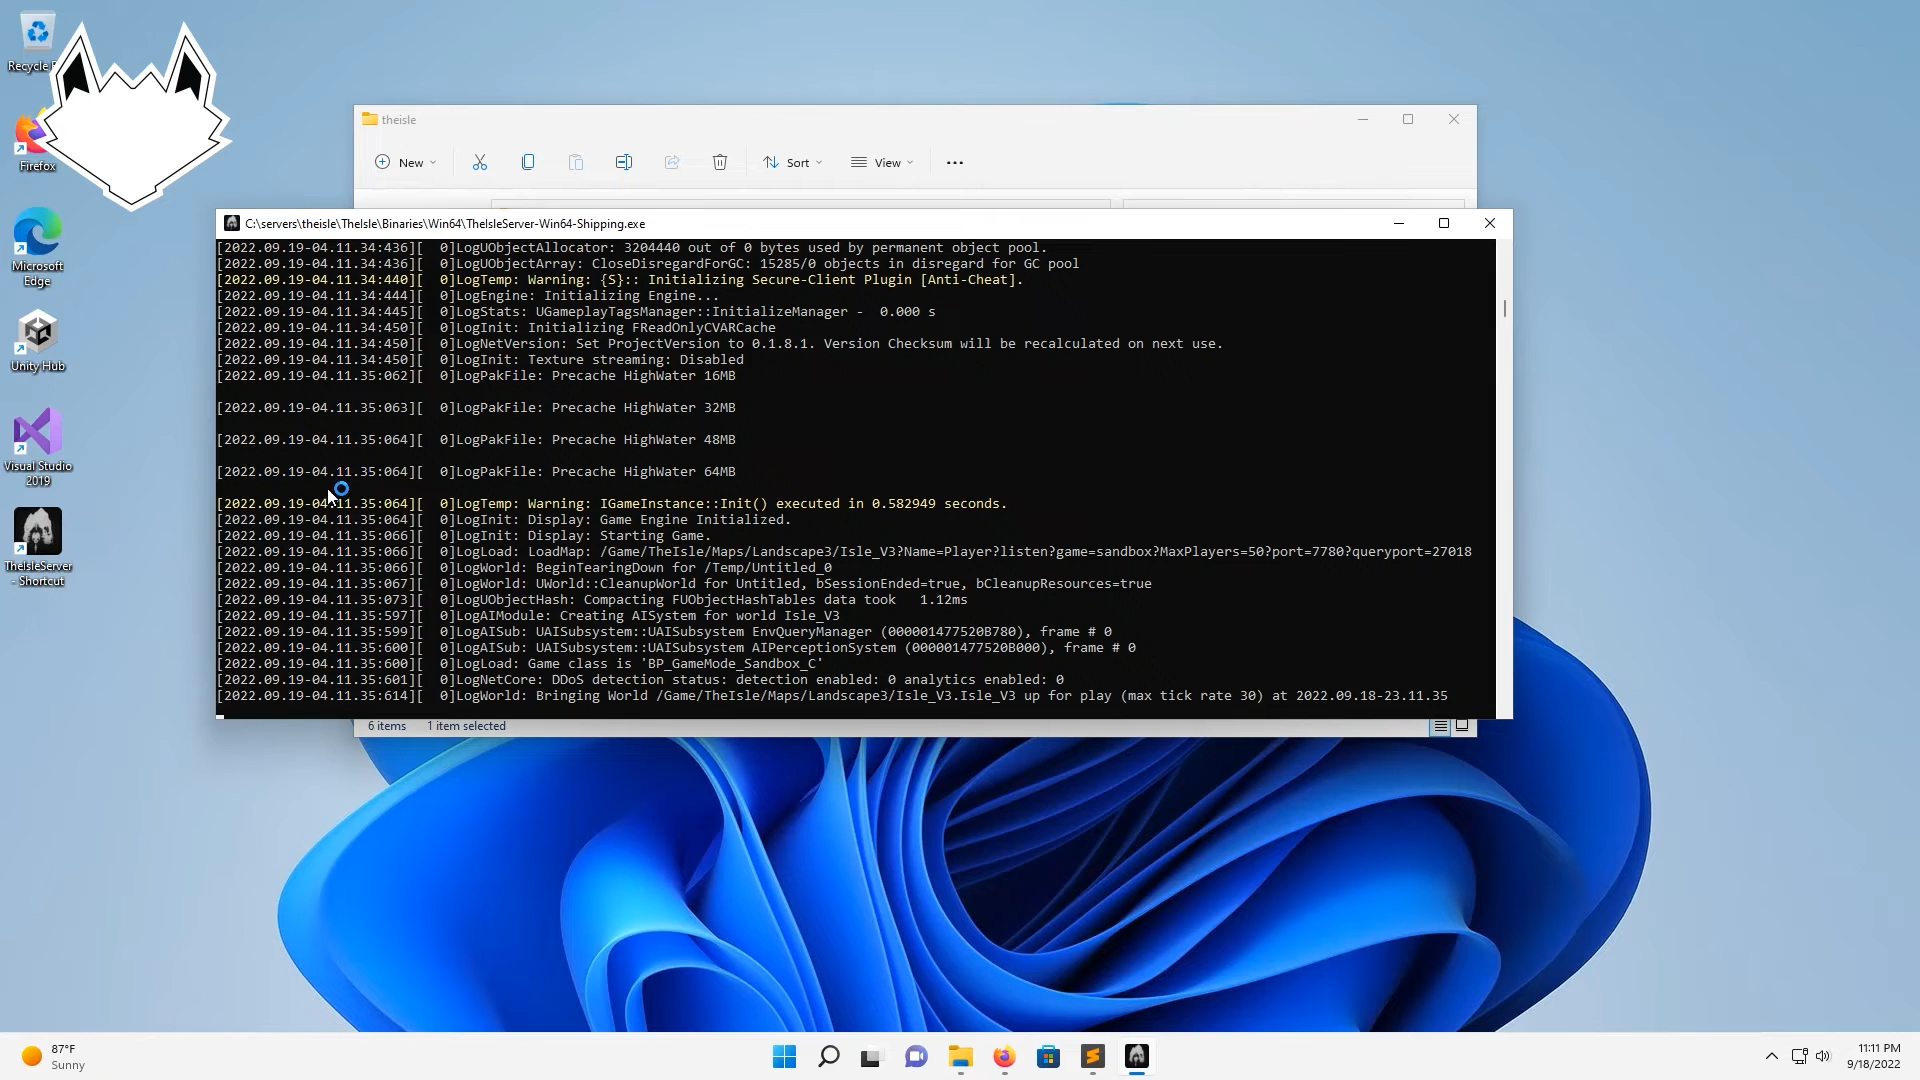 Recycle
Firefox
Microsoft
Edge
Unity Hub
Visual Studio
2019
TheIsleServer
- Shortcut
theisle
New
Sort
View
C:\servers\theisle\TheIsle\Binaries\Win64\TheIsleServer-Win64-Shipping.exe
[2022.09.19-04.11.34:436][  0]LogUObjectAllocator: 3204440 out of 0 bytes used by permanent object pool.
[2022.09.19-04.11.34:436][  0]LogUObjectArray: CloseDisregardForGC: 15285/0 objects in disregard for GC pool
[2022.09.19-04.11.34:440][  0]LogTemp: Warning: {S}:: Initializing Secure-Client Plugin [Anti-Cheat].
[2022.09.19-04.11.34:444][  0]LogEngine: Initializing Engine...
[2022.09.19-04.11.34:445][  0]LogStats: UGameplayTagsManager::InitializeManager -  0.000 s
[2022.09.19-04.11.34:450][  0]LogInit: Initializing FReadOnlyCVARCache
[2022.09.19-04.11.34:450][  0]LogNetVersion: Set ProjectVersion to 0.1.8.1. Version Checksum will be recalculated on next use.
[2022.09.19-04.11.34:450][  0]LogInit: Texture streaming: Disabled
[2022.09.19-04.11.35:062][  0]LogPakFile: Precache HighWater 16MB
[2022.09.19-04.11.35:063][  0]LogPakFile: Precache HighWater 32MB
[2022.09.19-04.11.35:064][  0]LogPakFile: Precache HighWater 48MB
[2022.09.19-04.11.35:064][  0]LogPakFile: Precache HighWater 64MB
[2022.09.19-04.11.35:064][  0]LogTemp: Warning: IGameInstance::Init() executed in 0.582949 seconds.
[2022.09.19-04.11.35:064][  0]LogInit: Display: Game Engine Initialized.
[2022.09.19-04.11.35:066][  0]LogInit: Display: Starting Game.
[2022.09.19-04.11.35:066][  0]LogLoad: LoadMap: /Game/TheIsle/Maps/Landscape3/Isle_V3?Name=Player?listen?game=sandbox?MaxPlayers=50?port=7780?queryport=27018
[2022.09.19-04.11.35:066][  0]LogWorld: BeginTearingDown for /Temp/Untitled_0
[2022.09.19-04.11.35:067][  0]LogWorld: UWorld::CleanupWorld for Untitled, bSessionEnded=true, bCleanupResources=true
[2022.09.19-04.11.35:073][  0]LogUObjectHash: Compacting FUObjectHashTables data took   1.12ms
[2022.09.19-04.11.35:597][  0]LogAIModule: Creating AISystem for world Isle_V3
[2022.09.19-04.11.35:599][  0]LogAISub: UAISubsystem::UAISubsystem EnvQueryManager (000001477520B780), frame # 0
[2022.09.19-04.11.35:600][  0]LogAISub: UAISubsystem::UAISubsystem AIPerceptionSystem (000001477520B000), frame # 0
[2022.09.19-04.11.35:600][  0]LogLoad: Game class is 'BP_GameMode_Sandbox_C'
[2022.09.19-04.11.35:601][  0]LogNetCore: DDoS detection status: detection enabled: 0 analytics enabled: 0
[2022.09.19-04.11.35:614][  0]LogWorld: Bringing World /Game/TheIsle/Maps/Landscape3/Isle_V3.Isle_V3 up for play (max tick rate 30) at 2022.09.18-23.11.35
6 items 1 item selected
87°F
Sunny
11:11 PM
9/18/2022